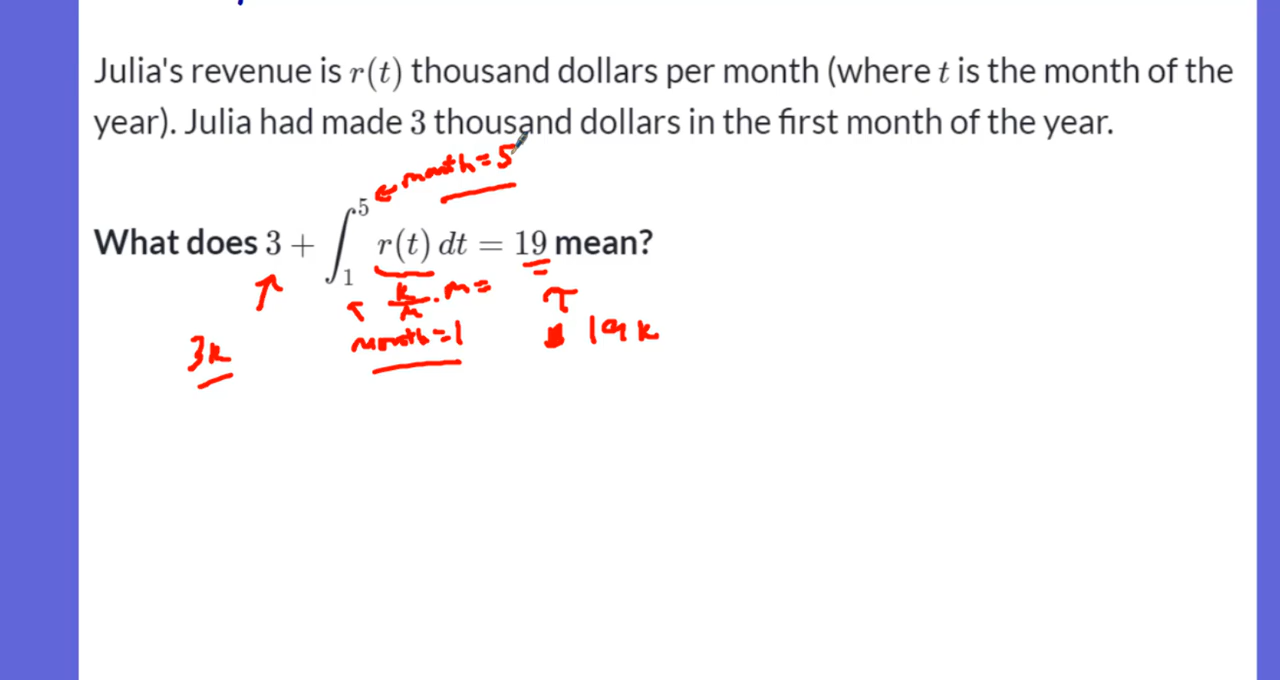 Julia's revenue is r(t) thousand dollars per month (where t is the month of the
year). Julia had made 3 thousand dollars in the first month of the year.
← month = 5
What does 3 + ∫₁⁵ r(t) dt = 19 mean?
k/m · m =
3k
month = 1
$ 19k